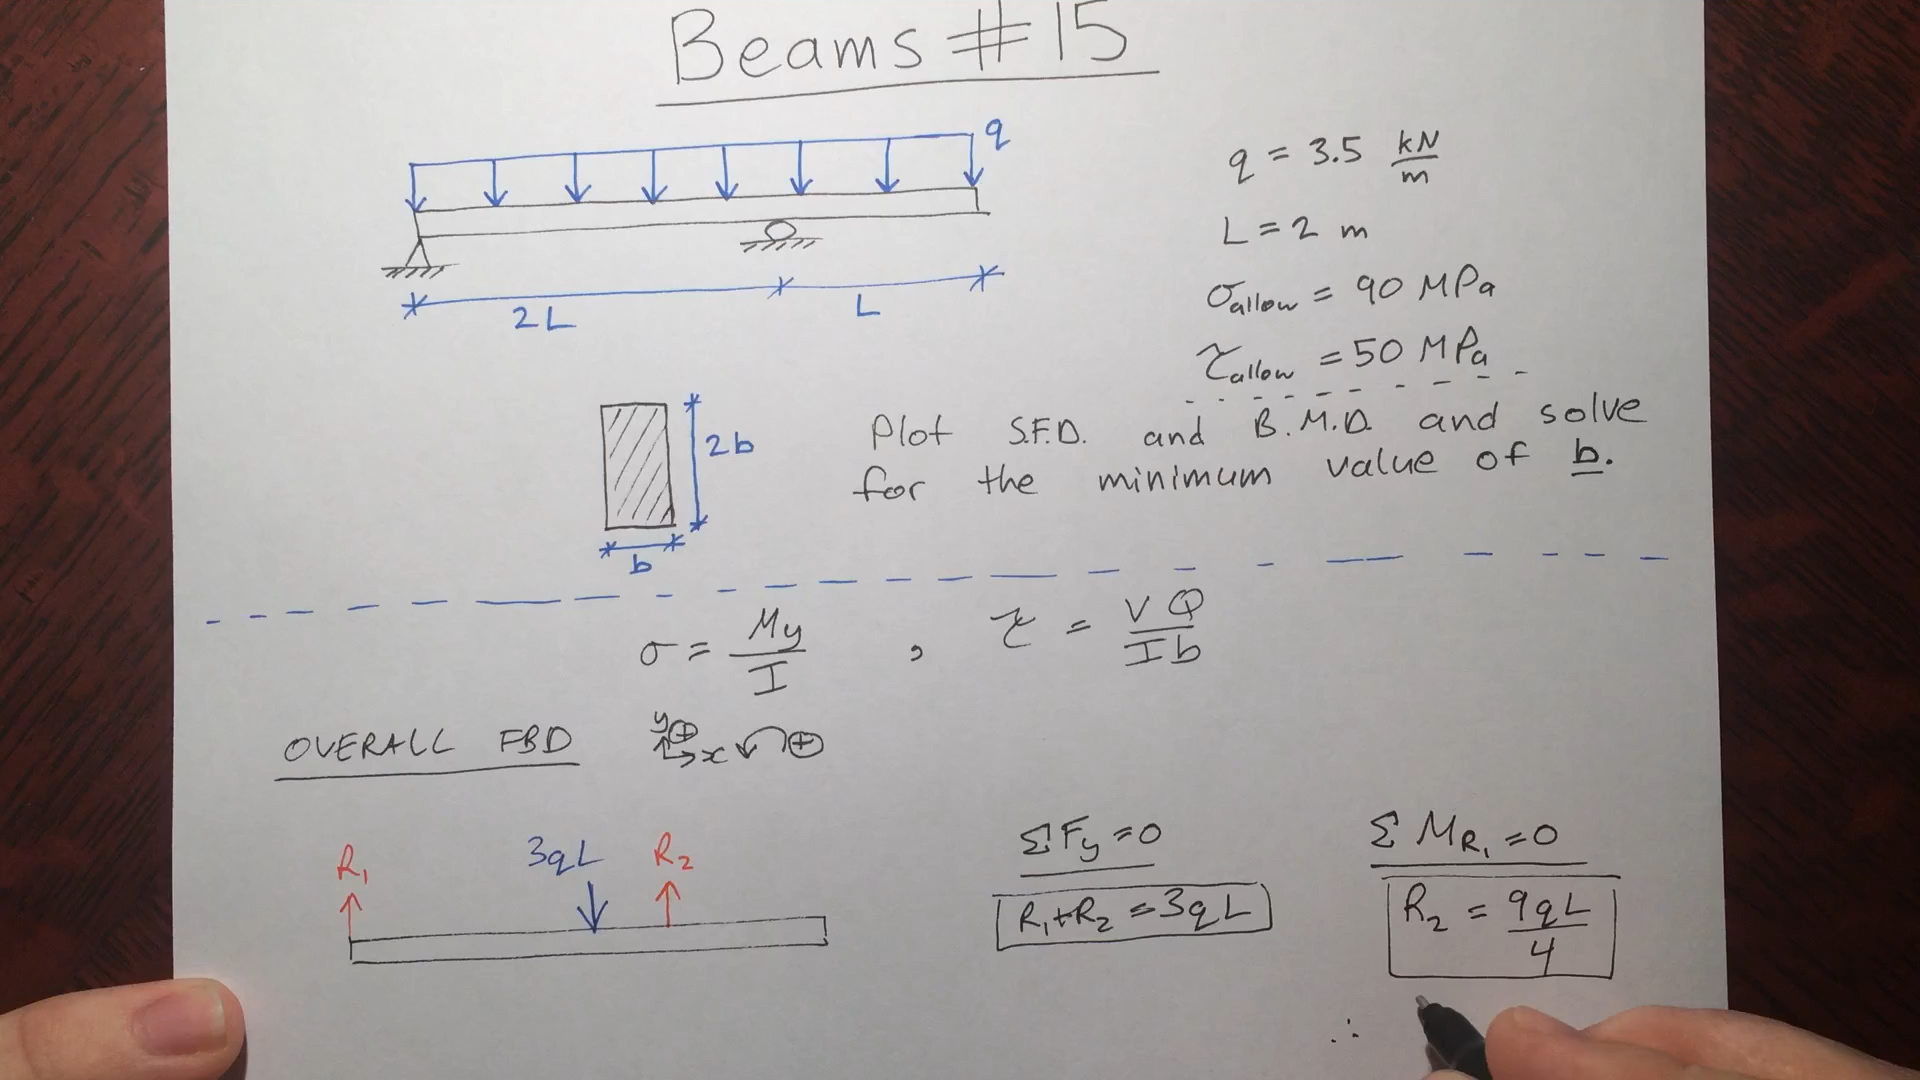 Beams #15
q
2L
L
q = 3.5 kN/m
L = 2 m
σallow = 90 MPa
τallow = 50 MPa
2b
b
Plot S.F.D. and B.M.D. and solve
for the minimum value of b.
σ = My/I , τ = VQ/Ib
OVERALL FBD
y + x +
R₁ 3qL R₂
ΣFy = 0
R₁+R₂ = 3qL
ΣMR₁ = 0
R₂ = 9qL/4
∴